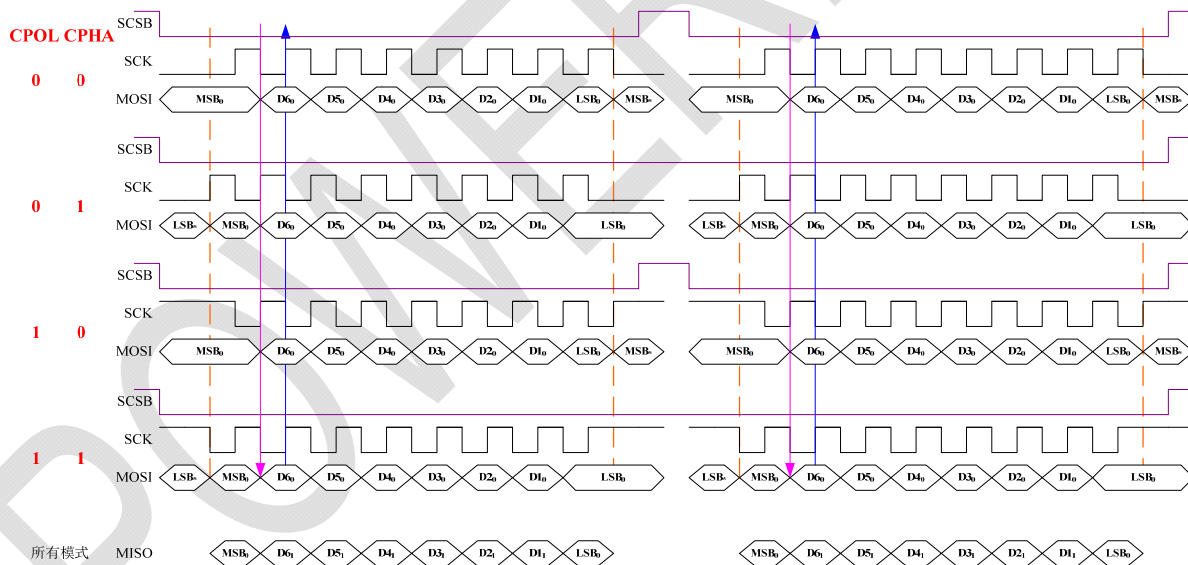 SCSB
CPOL CPHA
SCK
0 0
MOSI MSB₀ D6₀ D5₀ D4₀ D3₀ D2₀ D1₀ LSB₀ MSBₙ MSB₀ D6₀ D5₀ D4₀ D3₀ D2₀ D1₀ LSB₀ MSBₙ
SCSB
SCK
0 1
MOSI LSBₙ MSB₀ D6₀ D5₀ D4₀ D3₀ D2₀ D1₀ LSB₀ LSBₙ MSB₀ D6₀ D5₀ D4₀ D3₀ D2₀ D1₀ LSB₀
SCSB
SCK
1 0
MOSI MSB₀ D6₀ D5₀ D4₀ D3₀ D2₀ D1₀ LSB₀ MSBₙ MSB₀ D6₀ D5₀ D4₀ D3₀ D2₀ D1₀ LSB₀ MSBₙ
SCSB
SCK
1 1
MOSI LSBₙ MSB₀ D6₀ D5₀ D4₀ D3₀ D2₀ D1₀ LSB₀ LSBₙ MSB₀ D6₀ D5₀ D4₀ D3₀ D2₀ D1₀ LSB₀
所有模式 MISO MSB₀ D6₁ D5₁ D4₁ D3₁ D2₁ D1₁ LSB₀ MSB₀ D6₁ D5₁ D4₁ D3₁ D2₁ D1₁ LSB₀